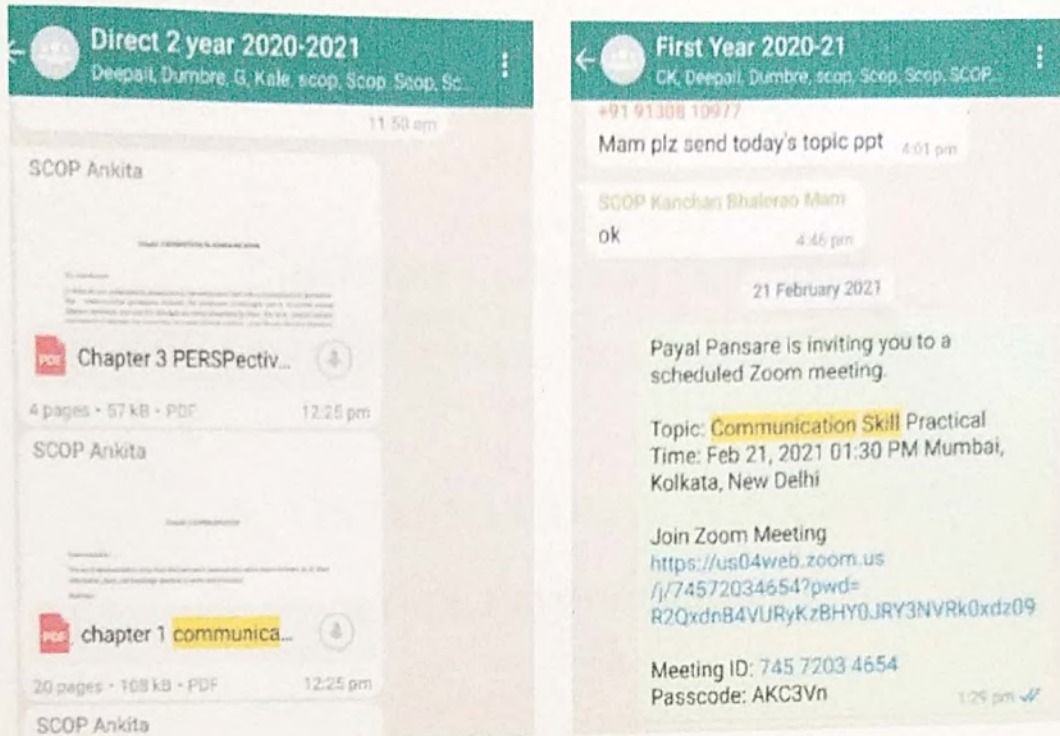 Direct 2 year 2020-2021
Deepali, Dumbre, G, Kale, scop, Scop, Scop, Sc...
11:50 am
SCOP Ankita
PDF Chapter 3 PERSPectiv...
4 pages • 57 kB • PDF 12:25 pm
SCOP Ankita
PDF chapter 1 communica...
20 pages • 108 kB • PDF 12:25 pm
SCOP Ankita
First Year 2020-21
CK, Deepali, Dumbre, scop, Scop, Scop, SCOP...
+91 91308 10977
Mam plz send today's topic ppt 4:01 pm
SCOP Kanchan Bhalerao Mam
ok 4:46 pm
21 February 2021
Payal Pansare is inviting you to a
scheduled Zoom meeting.
Topic: Communication Skill Practical
Time: Feb 21, 2021 01:30 PM Mumbai,
Kolkata, New Delhi
Join Zoom Meeting
https://us04web.zoom.us
/j/74572034654?pwd=
R2QxdnB4VURyKzBHY0JRY3NVRk0xdz09
Meeting ID: 745 7203 4654
Passcode: AKC3Vn 1:29 pm